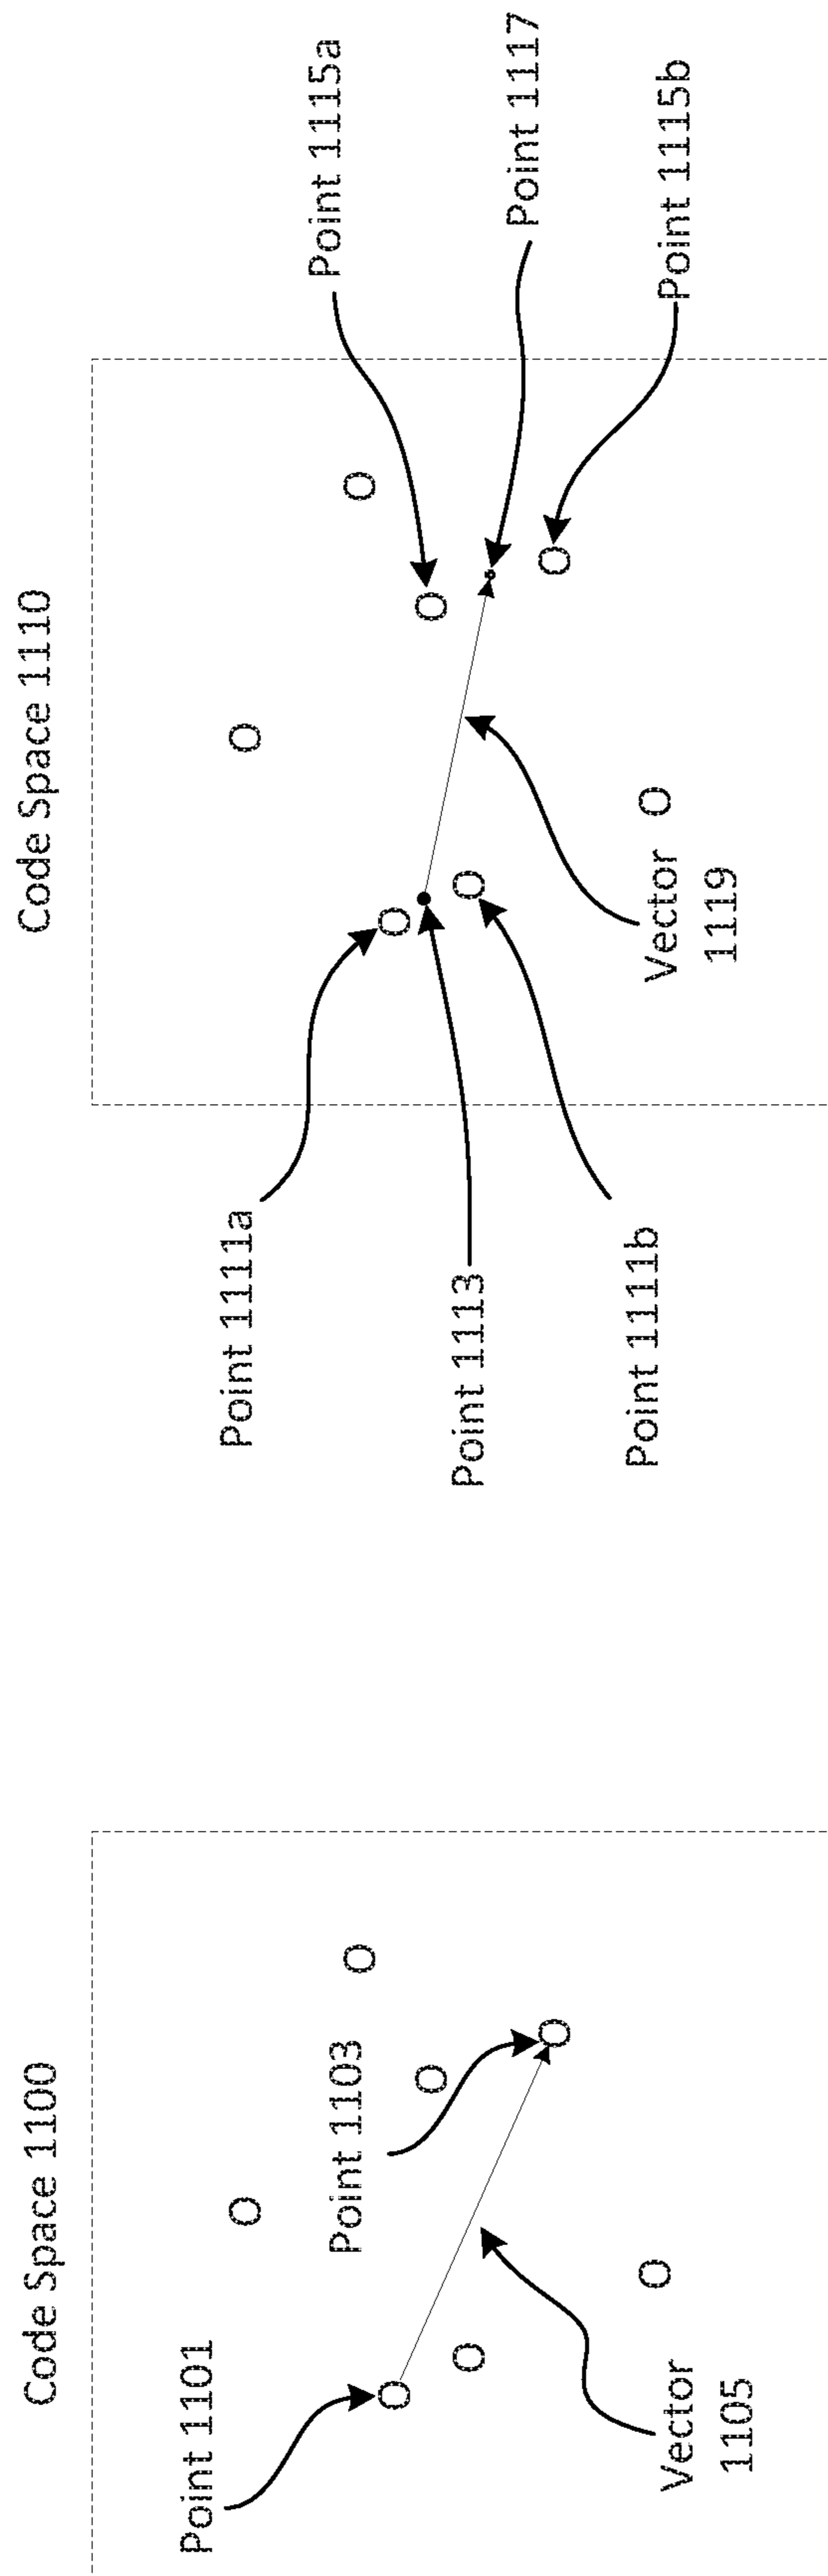 Code Space 1100
Point 1101
Point 1103
Vector
1105
Code Space 1110
Point 1111a
Point 1113
Point 1111b
Vector
1119
Point 1115a
Point 1117
Point 1115b